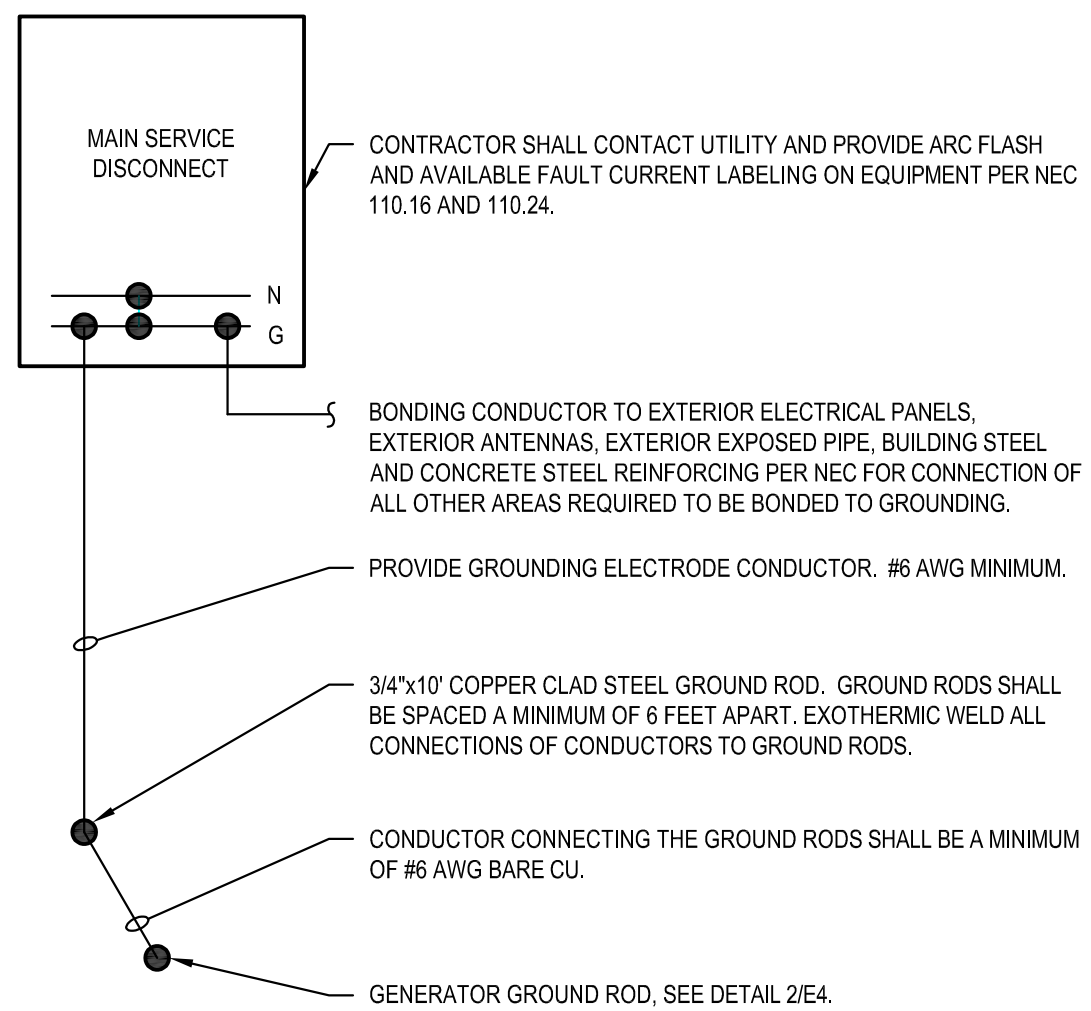 MAIN SERVICE
DISCONNECT
CONTRACTOR SHALL CONTACT UTILITY AND PROVIDE ARC FLASH
AND AVAILABLE FAULT CURRENT LABELING ON EQUIPMENT PER NEC
110.16 AND 110.24.
N
G
BONDING CONDUCTOR TO EXTERIOR ELECTRICAL PANELS,
EXTERIOR ANTENNAS, EXTERIOR EXPOSED PIPE, BUILDING STEEL
AND CONCRETE STEEL REINFORCING PER NEC FOR CONNECTION OF
ALL OTHER AREAS REQUIRED TO BE BONDED TO GROUNDING.
PROVIDE GROUNDING ELECTRODE CONDUCTOR. #6 AWG MINIMUM.
3/4"x10' COPPER CLAD STEEL GROUND ROD. GROUND RODS SHALL
BE SPACED A MINIMUM OF 6 FEET APART. EXOTHERMIC WELD ALL
CONNECTIONS OF CONDUCTORS TO GROUND RODS.
CONDUCTOR CONNECTING THE GROUND RODS SHALL BE A MINIMUM
OF #6 AWG BARE CU.
GENERATOR GROUND ROD, SEE DETAIL 2/E4.